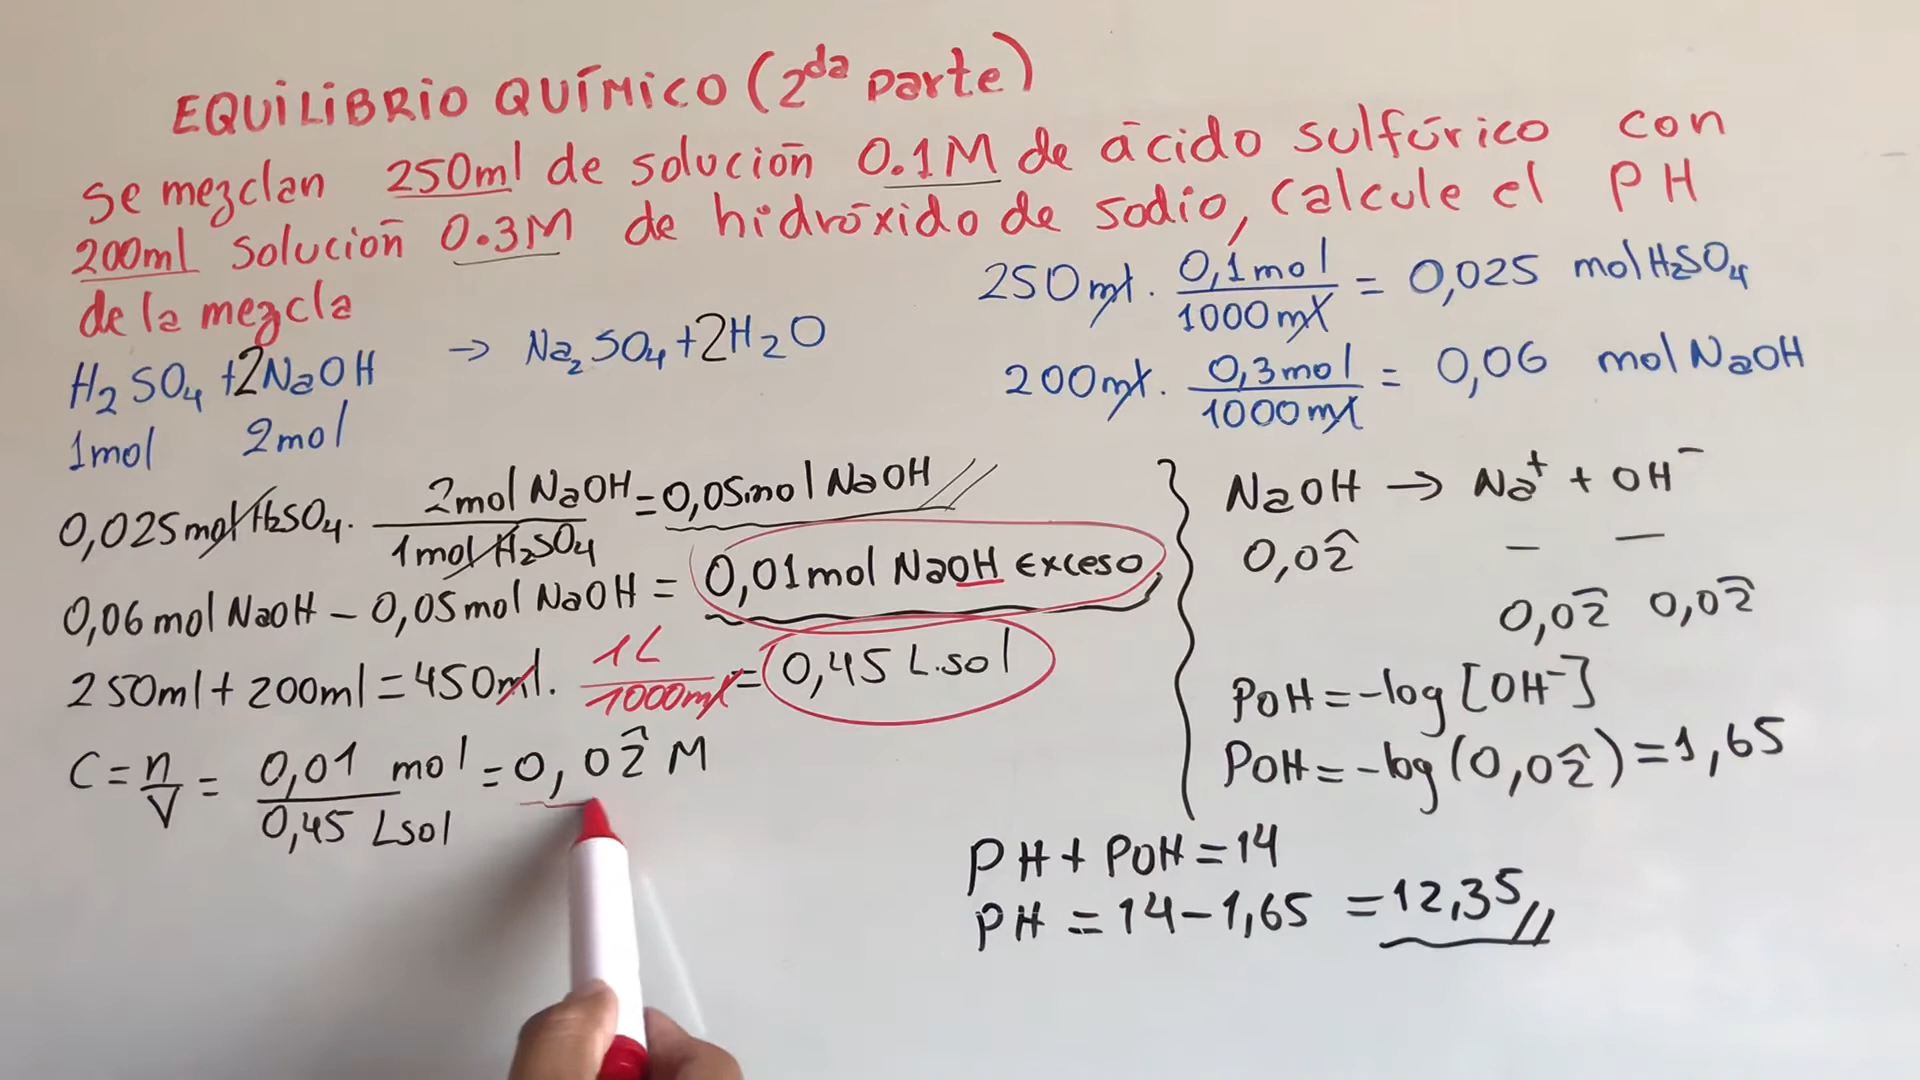 EQUILIBRIO QUÍMICO (2da parte)
Se mezclan 250ml de solución 0.1M de ácido sulfúrico con
200ml solución 0.3M de hidróxido de sodio, calcule el PH
de la mezcla
250ml · 0,1mol / 1000ml = 0,025 mol H2SO4
200ml · 0,3mol / 1000ml = 0,06 mol NaOH
H2SO4 + 2NaOH → Na2SO4 + 2H2O
1mol 2mol
0,025mol H2SO4 · 2mol NaOH / 1mol H2SO4 = 0,05mol NaOH //
0,06 mol NaOH – 0,05mol NaOH = 0,01mol NaOH Exceso
250ml + 200ml = 450ml · 1L / 1000ml = 0,45 L.sol
C = n/V = 0,01 mol / 0,45 Lsol = 0,02̂ M
NaOH → Na+ + OH−
0,02̂ – –
0,02̂ 0,02̂
POH = -log [OH−]
POH = -log (0,02̂) = 1,65
PH + POH = 14
PH = 14 – 1,65 = 12,35 //